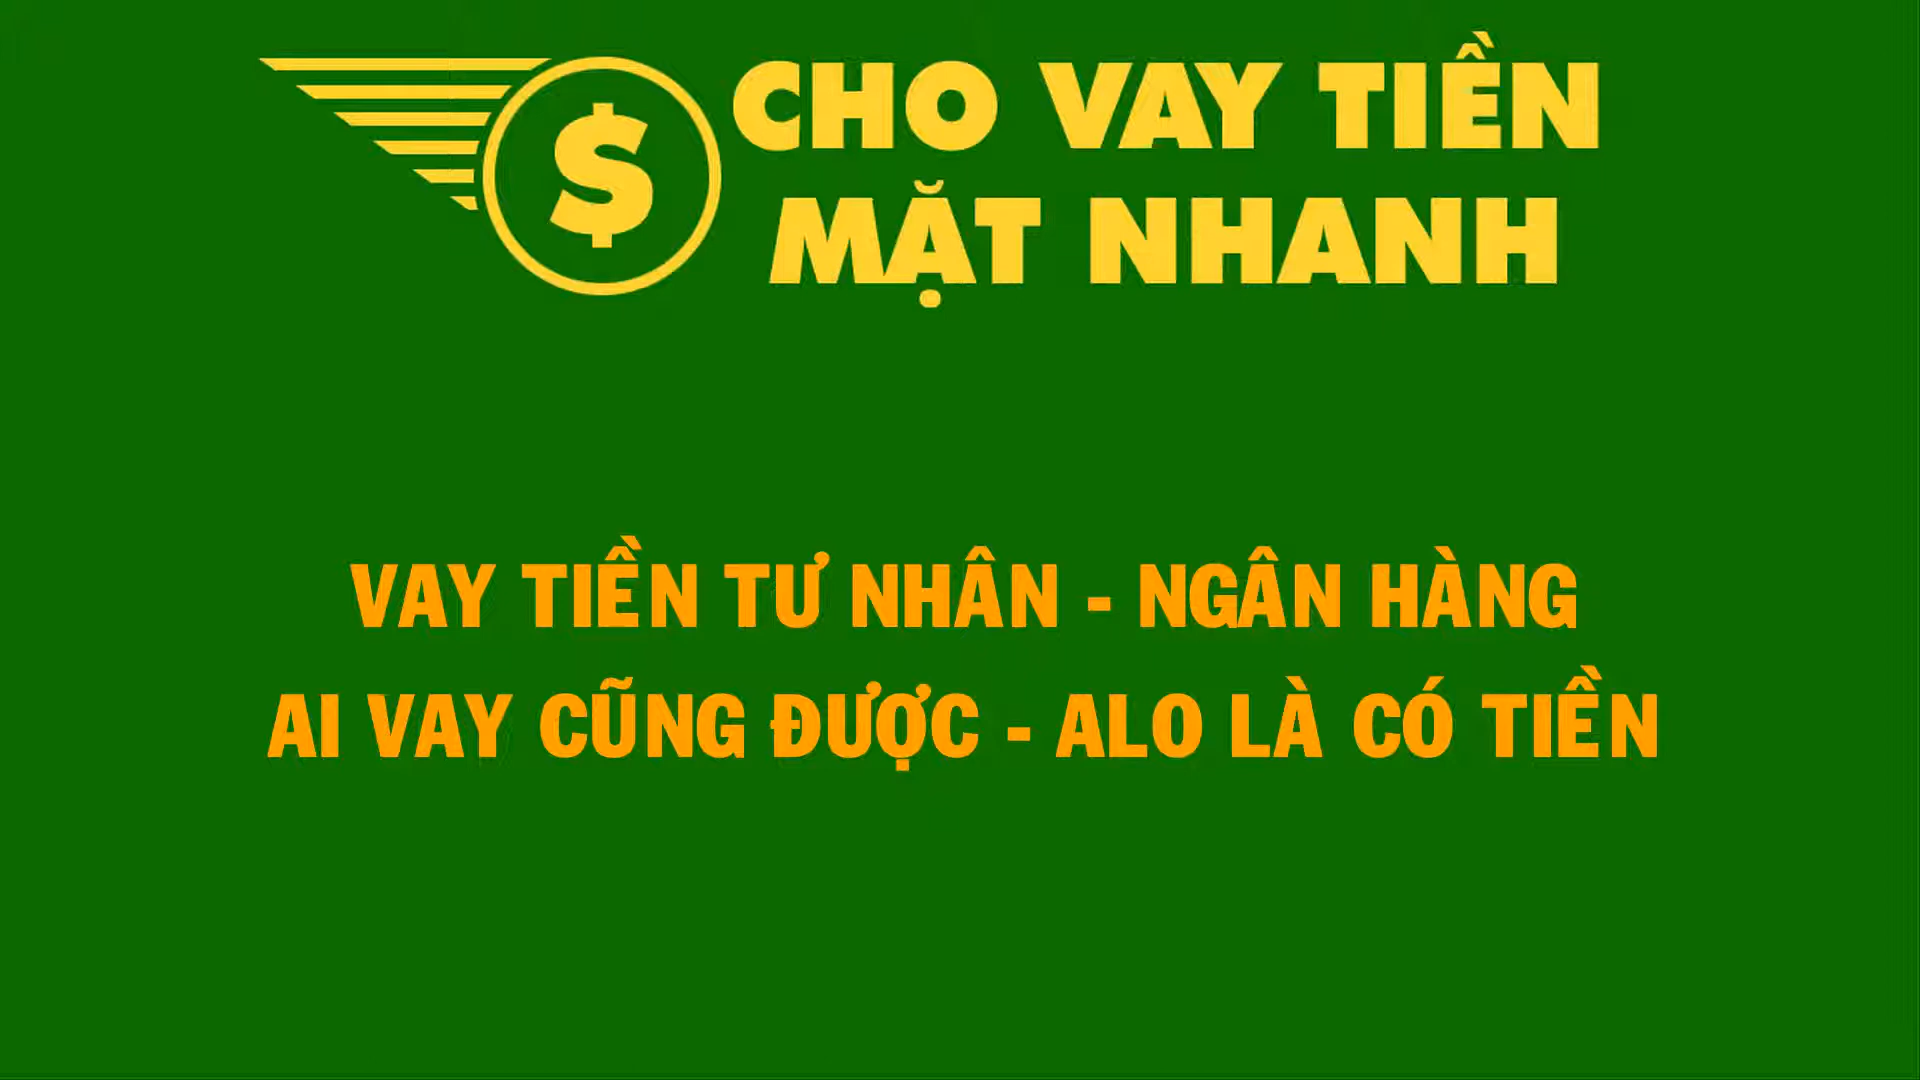 $
CHO VAY TIỀN
MẶT NHANH
VAY TIỀN TƯ NHÂN - NGÂN HÀNG
AI VAY CŨNG ĐƯỢC - ALO LÀ CÓ TIỀN